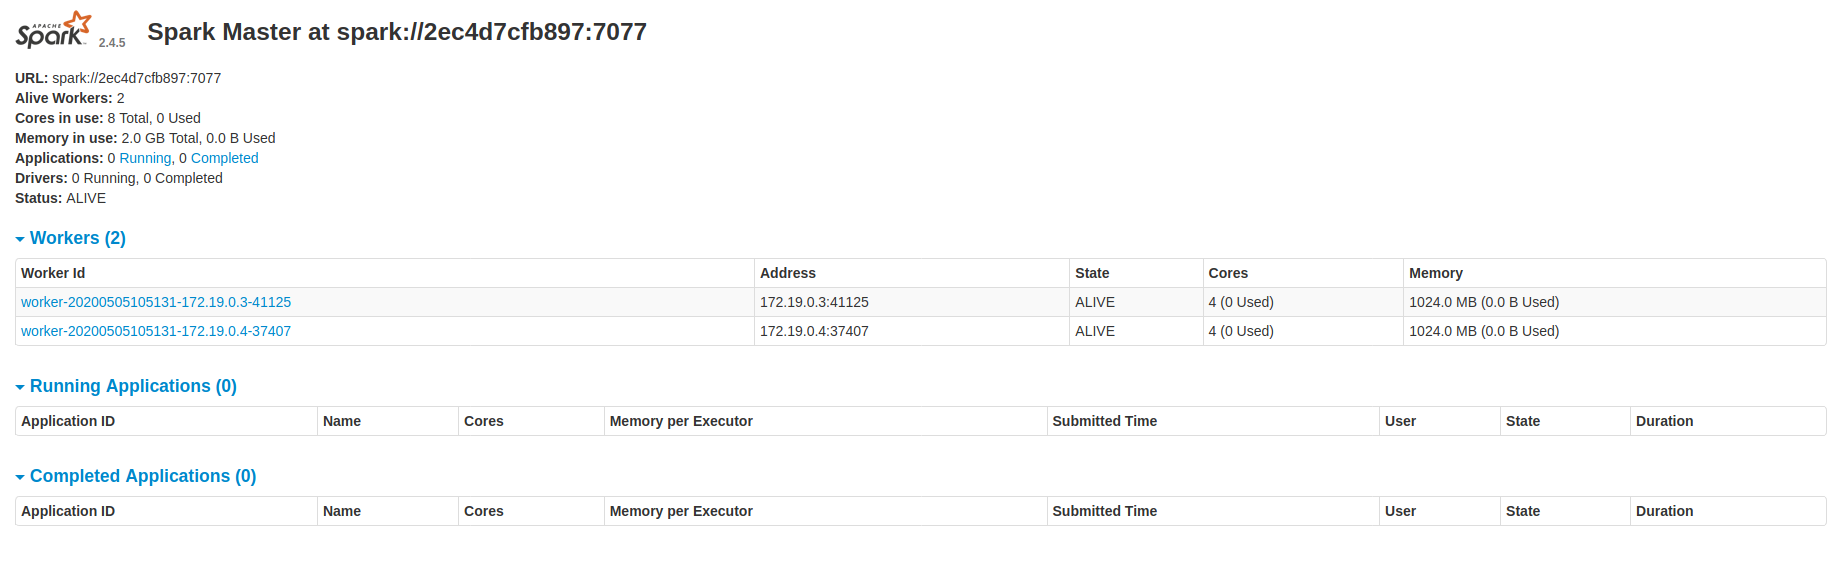 APACHE
Spark 2.4.5 Spark Master at spark://2ec4d7cfb897:7077
URL: spark://2ec4d7cfb897:7077
Alive Workers: 2
Cores in use: 8 Total, 0 Used
Memory in use: 2.0 GB Total, 0.0 B Used
Applications: 0 Running, 0 Completed
Drivers: 0 Running, 0 Completed
Status: ALIVE
Workers (2)
Worker Id Address State Cores Memory
worker-20200505105131-172.19.0.3-41125 172.19.0.3:41125 ALIVE 4 (0 Used) 1024.0 MB (0.0 B Used)
worker-20200505105131-172.19.0.4-37407 172.19.0.4:37407 ALIVE 4 (0 Used) 1024.0 MB (0.0 B Used)
Running Applications (0)
Application ID Name Cores Memory per Executor Submitted Time User State Duration
Completed Applications (0)
Application ID Name Cores Memory per Executor Submitted Time User State Duration